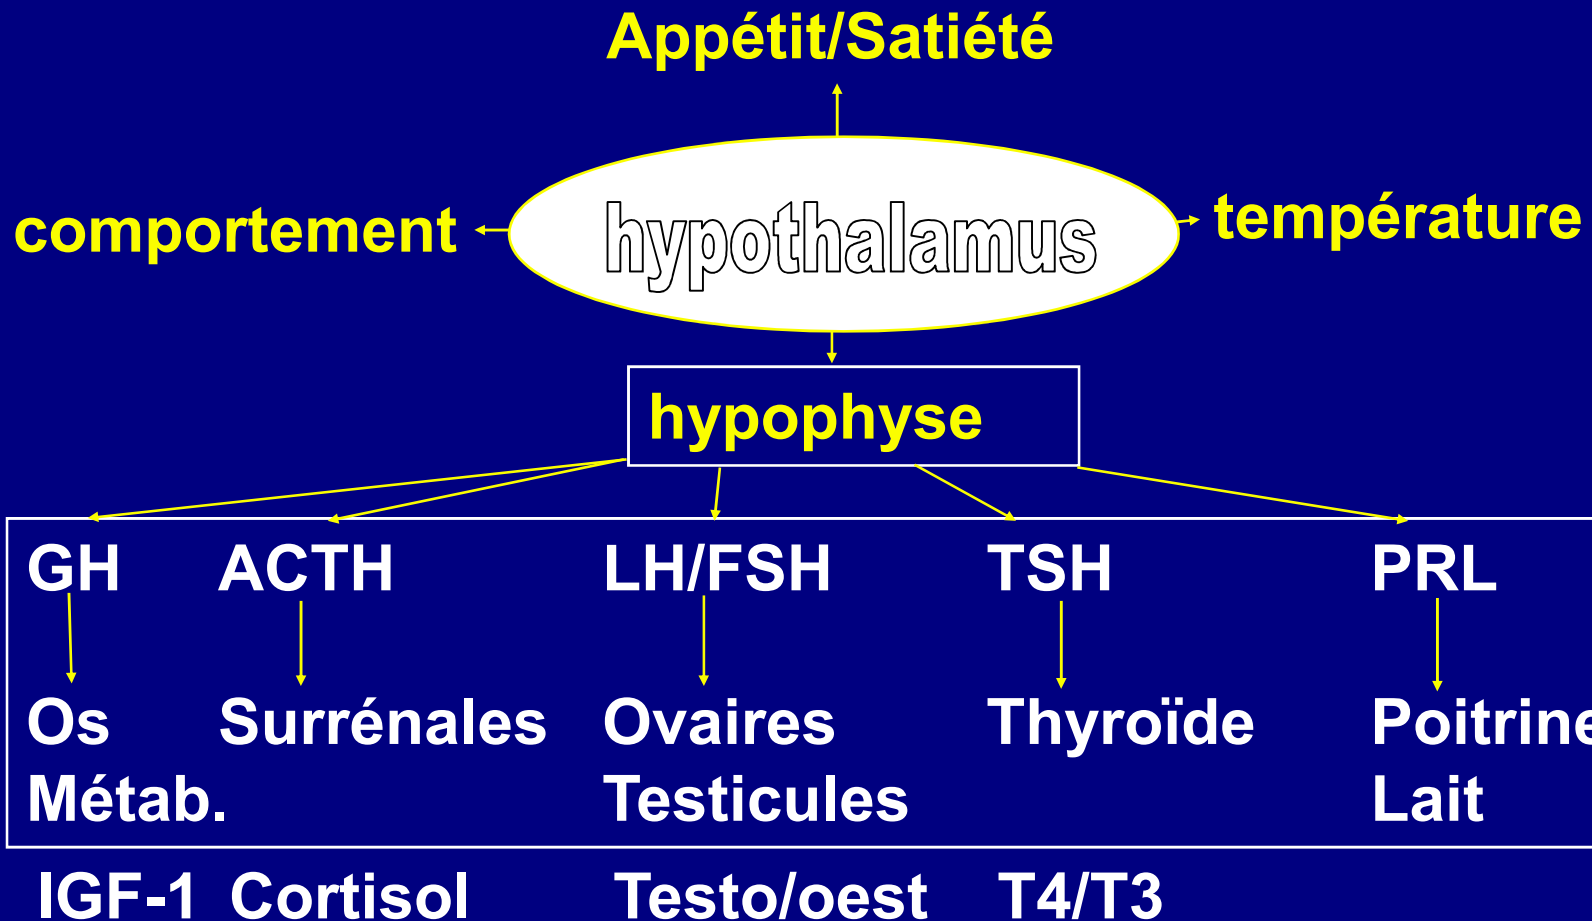 Appétit/Satiété
comportement
hypothalamus
température
hypophyse
GH ACTH LH/FSH TSH PRL
Os Surrénales Ovaires Thyroïde Poitrine
Métab. Testicules Lait
IGF-1 Cortisol Testo/oest T4/T3